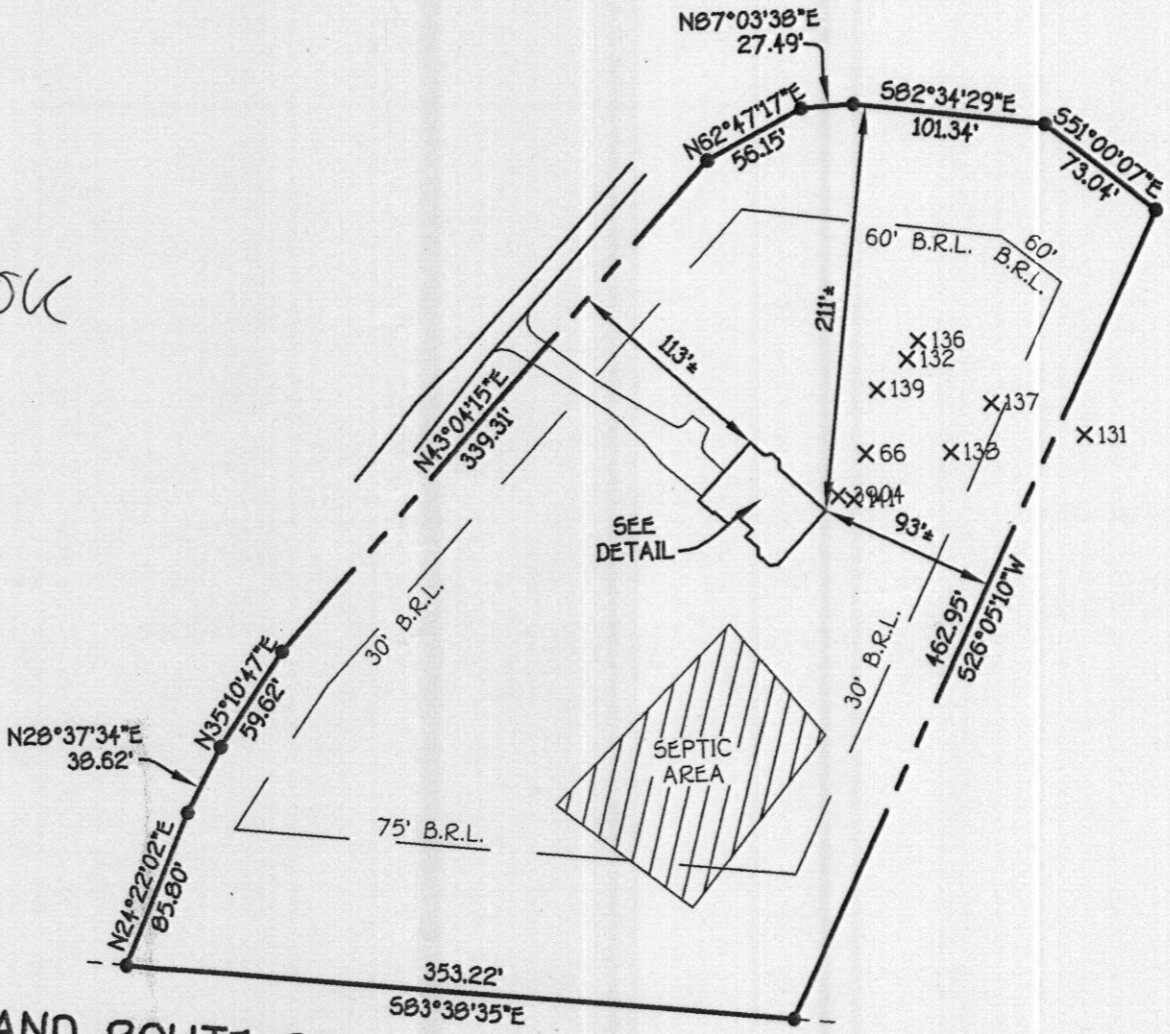 N87°03'38"E
27.49'
S82°34'29"E
101.34'
S51°00'07"E
73.04'
N62°47'17"E
56.15'
60' B.R.L.
60'
B.R.L.
OK
211'±
113'±
136
132
139
137
131
66
138
N43°04'15"E
339.31'
93'±
SEE
DETAIL
30' B.R.L.
30' B.R.L.
462.95'
S26°05'10"W
N35°10'47"E
59.62'
N28°37'34"E
38.62'
SEPTIC
AREA
75' B.R.L.
N24°22'02"E
85.80'
353.22'
S83°38'35"E
AND ROUTE